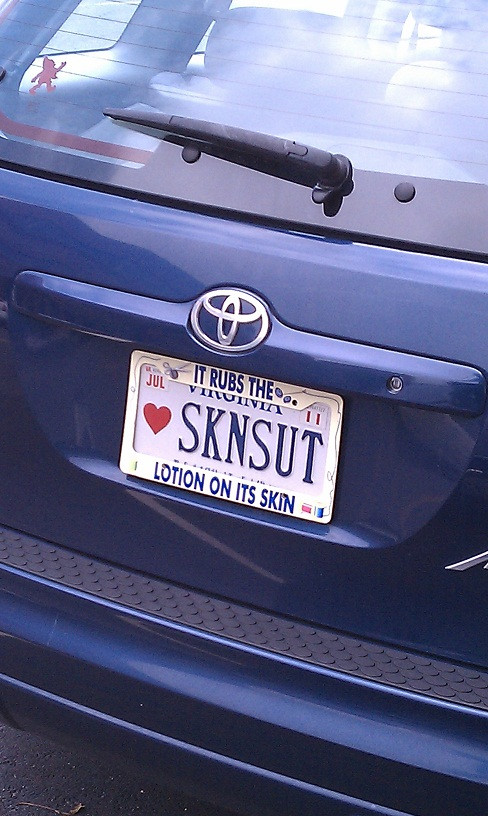 IT RUBS THE
JUL
VIRGINIA
11
SKNSUT
LOTION ON ITS SKIN